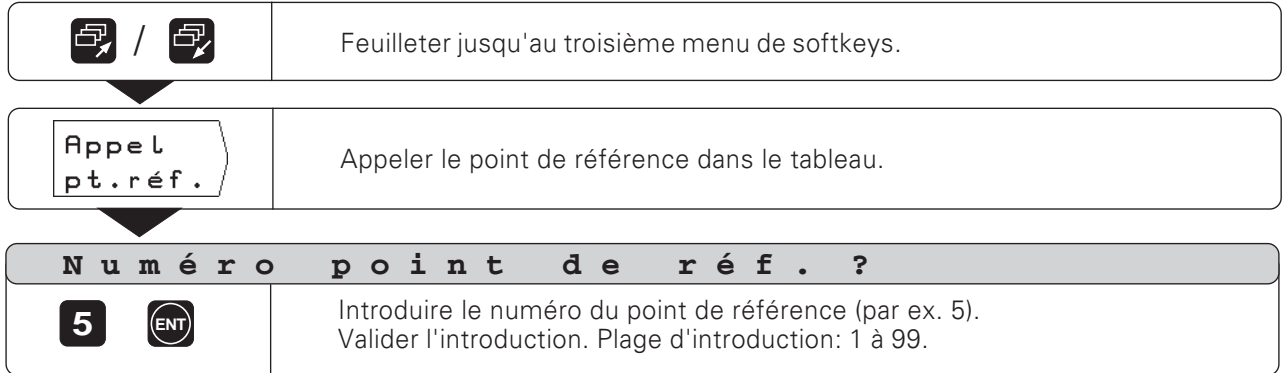 /
Feuilleter jusqu'au troisième menu de softkeys.
Appel
pt.réf.
Appeler le point de référence dans le tableau.
Numéro point de réf. ?
5 ENT
Introduire le numéro du point de référence (par ex. 5).
Valider l'introduction. Plage d'introduction: 1 à 99.